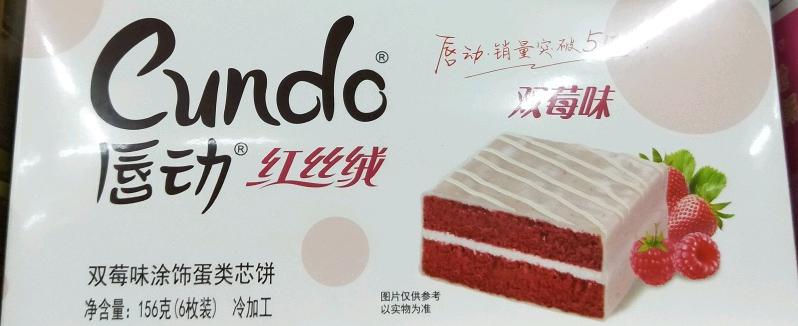 Cundo®
唇动®红丝绒
唇动·销量突破5
双莓味
双莓味涂饰蛋类芯饼
净含量：156克(6枚装) 冷加工
图片仅供参考
以实物为准